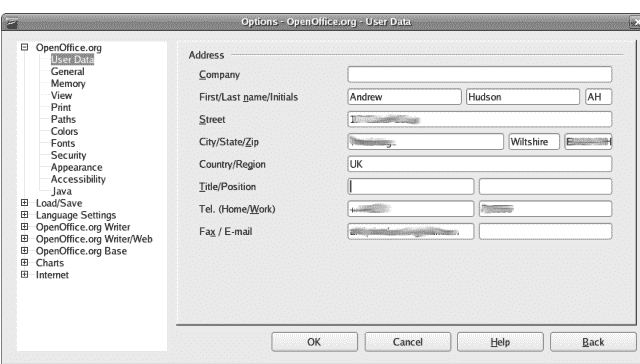 Options - OpenOffice.org - User Data
OpenOffice.org
User Data
General
Memory
View
Print
Paths
Colors
Fonts
Security
Appearance
Accessibility
Java
Load/Save
Language Settings
OpenOffice.org Writer
OpenOffice.org Writer/Web
OpenOffice.org Base
Charts
Internet
Address
Company
First/Last name/Initials Andrew Hudson AH
Street
City/State/Zip Wiltshire
Country/Region UK
Title/Position
Tel. (Home/Work)
Fax / E-mail
OK Cancel Help Back